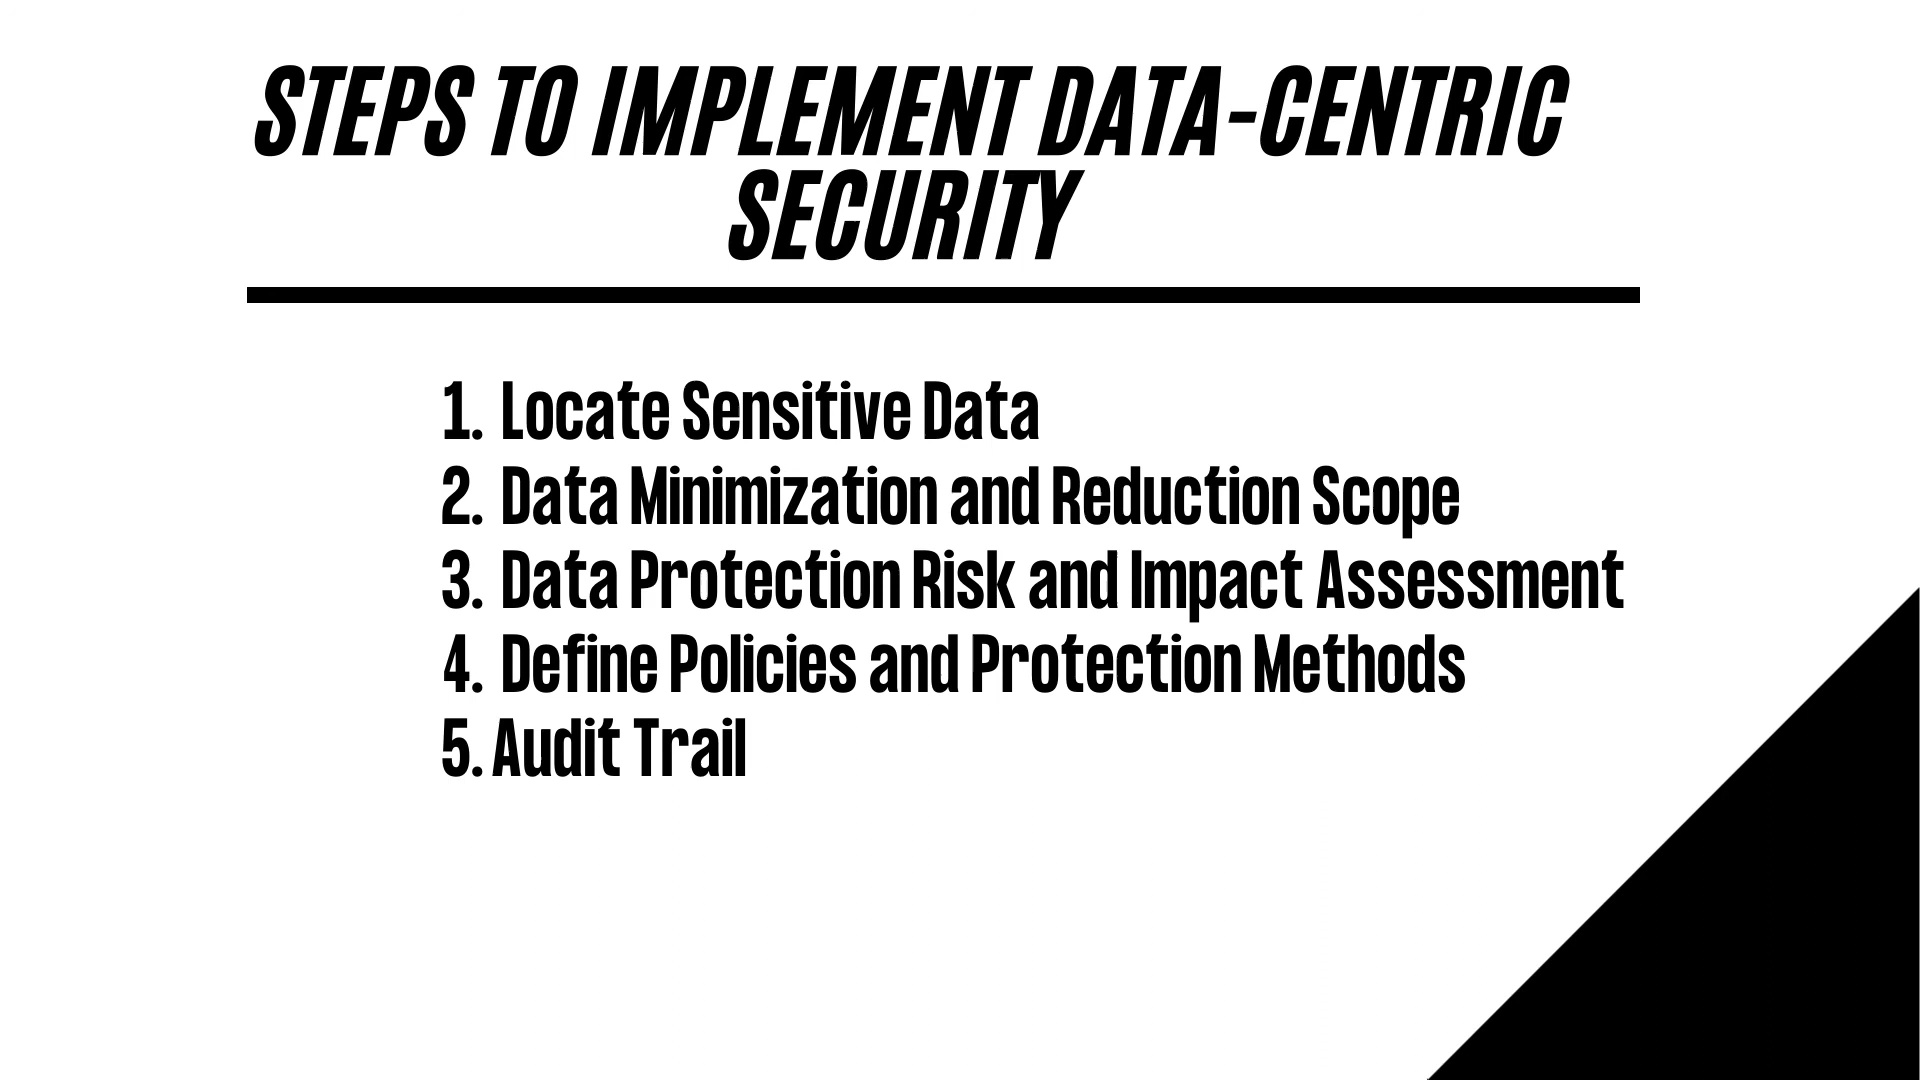 STEPS TO IMPLEMENT DATA-CENTRIC
SECURITY
1. Locate Sensitive Data
2. Data Minimization and Reduction Scope
3. Data Protection Risk and Impact Assessment
4. Define Policies and Protection Methods
5. Audit Trail